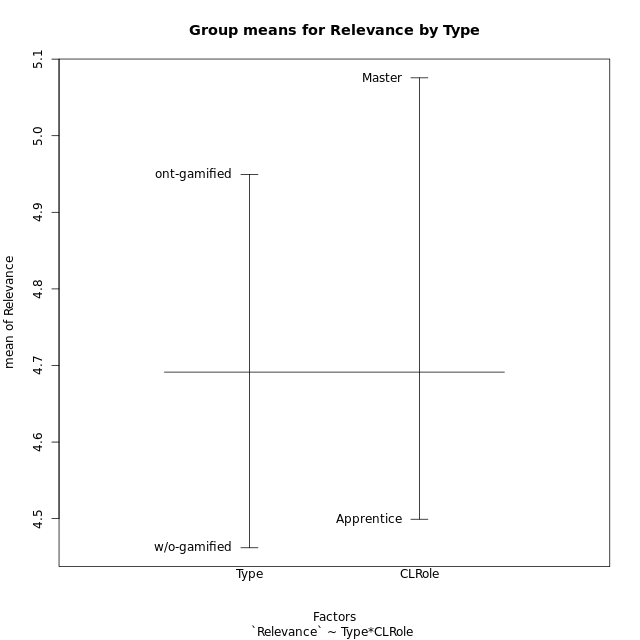 Group means for Relevance by Type
5.1
5.0
4.9
4.8
4.7
4.6
4.5
mean of Relevance
Master
ont-gamified
Apprentice
w/o-gamified
Type CLRole
Factors
`Relevance` ~ Type*CLRole